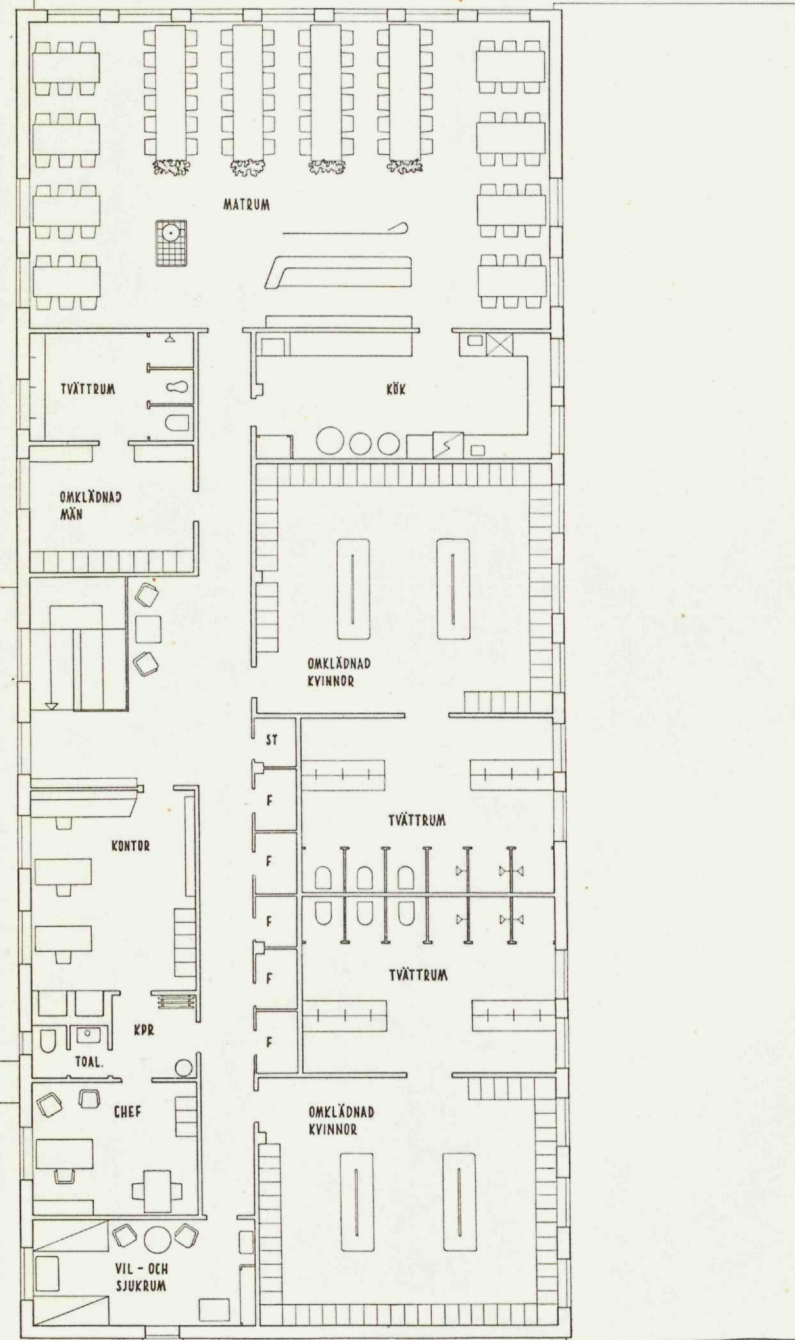 MATRUM
TVÄTTRUM
KÖK
OMKLÄDNAD
MÄN
OMKLÄDNAD
KVINNOR
ST
F
TVÄTTRUM
KONTOR
F
F
F
TVÄTTRUM
KPR
F
TOAL.
CHEF
OMKLÄDNAD
KVINNOR
VIL - OCH
SJUKRUM